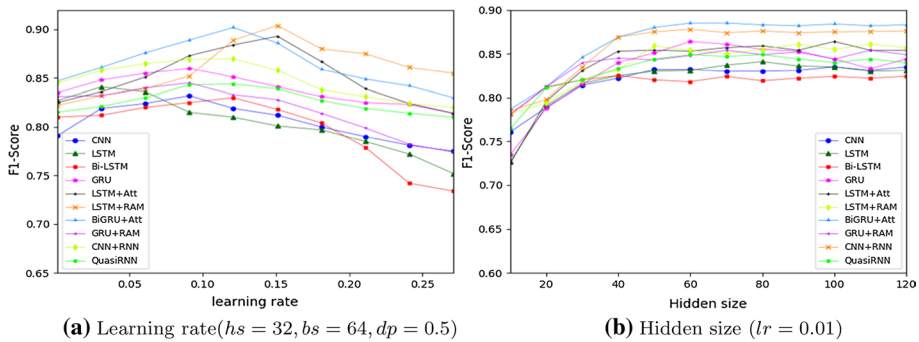 0.90
0.85
0.80
0.75
0.70
0.65
F1-Score
CNN
LSTM
Bi-LSTM
GRU
LSTM+Att
LSTM+RAM
BiGRU+Att
GRU+RAM
CNN+RNN
QuasiRNN
0.05 0.10 0.15 0.20 0.25
learning rate
(a) Learning rate(hs = 32, bs = 64, dp = 0.5)
0.90
0.85
0.80
0.75
0.70
0.65
0.60
F1-Score
CNN
LSTM
Bi-LSTM
GRU
LSTM+Att
LSTM+RAM
BiGRU+Att
GRU+RAM
CNN+RNN
QuasiRNN
20 40 60 80 100 120
Hidden size
(b) Hidden size (lr = 0.01)